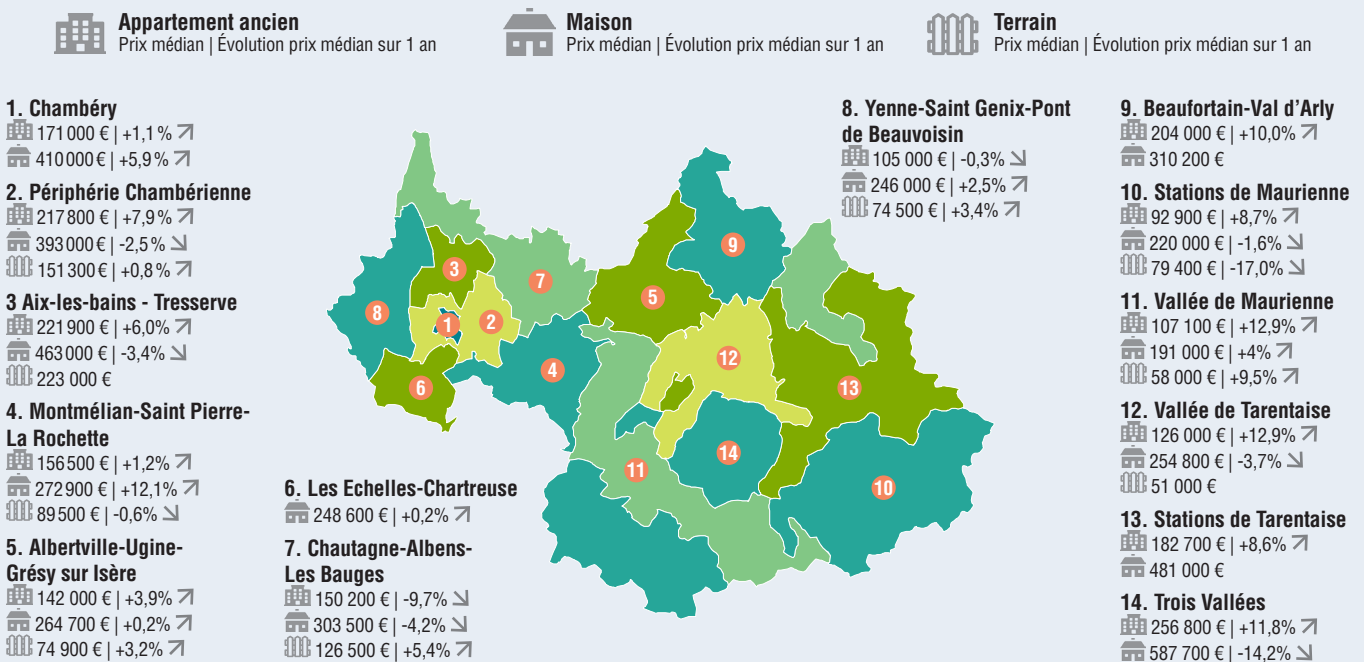 Appartement ancien
Prix médian | Évolution prix médian sur 1 an
Maison
Prix médian | Évolution prix médian sur 1 an
Terrain
Prix médian | Évolution prix médian sur 1 an
1. Chambéry
171 000 € | +1,1 %
410 000 € | +5,9 %
2. Périphérie Chambérienne
217 800 € | +7,9 %
393 000 € | -2,5 %
151 300 € | +0,8 %
3 Aix-les-bains - Tresserve
221 900 € | +6,0 %
463 000 € | -3,4 %
223 000 €
4. Montmélian-Saint Pierre-
La Rochette
156 500 € | +1,2 %
272 900 € | +12,1 %
89 500 € | -0,6%
5. Albertville-Ugine-
Grésy sur Isère
142 000 € | +3,9%
264 700 € | +0,2%
74 900 € | +3,2%
6. Les Echelles-Chartreuse
248 600 € | +0,2%
7. Chautagne-Albens-
Les Bauges
150 200 € | -9,7%
303 500 € | -4,2%
126 500 € | +5,4%
8. Yenne-Saint Genix-Pont
de Beauvoisin
105 000 € | -0,3%
246 000 € | +2,5%
74 500 € | +3,4%
9. Beaufortain-Val d'Arly
204 000 € | +10,0%
310 200 €
10. Stations de Maurienne
92 900 € | +8,7%
220 000 € | -1,6%
79 400 € | -17,0%
11. Vallée de Maurienne
107 100 € | +12,9%
191 000 € | +4%
58 000 € | +9,5%
12. Vallée de Tarentaise
126 000 € | +12,9%
254 800 € | -3,7%
51 000 €
13. Stations de Tarentaise
182 700 € | +8,6%
481 000 €
14. Trois Vallées
256 800 € | +11,8%
587 700 € | -14,2%
9
3
7
5
8
1
2
12
4
6
13
14
11
10